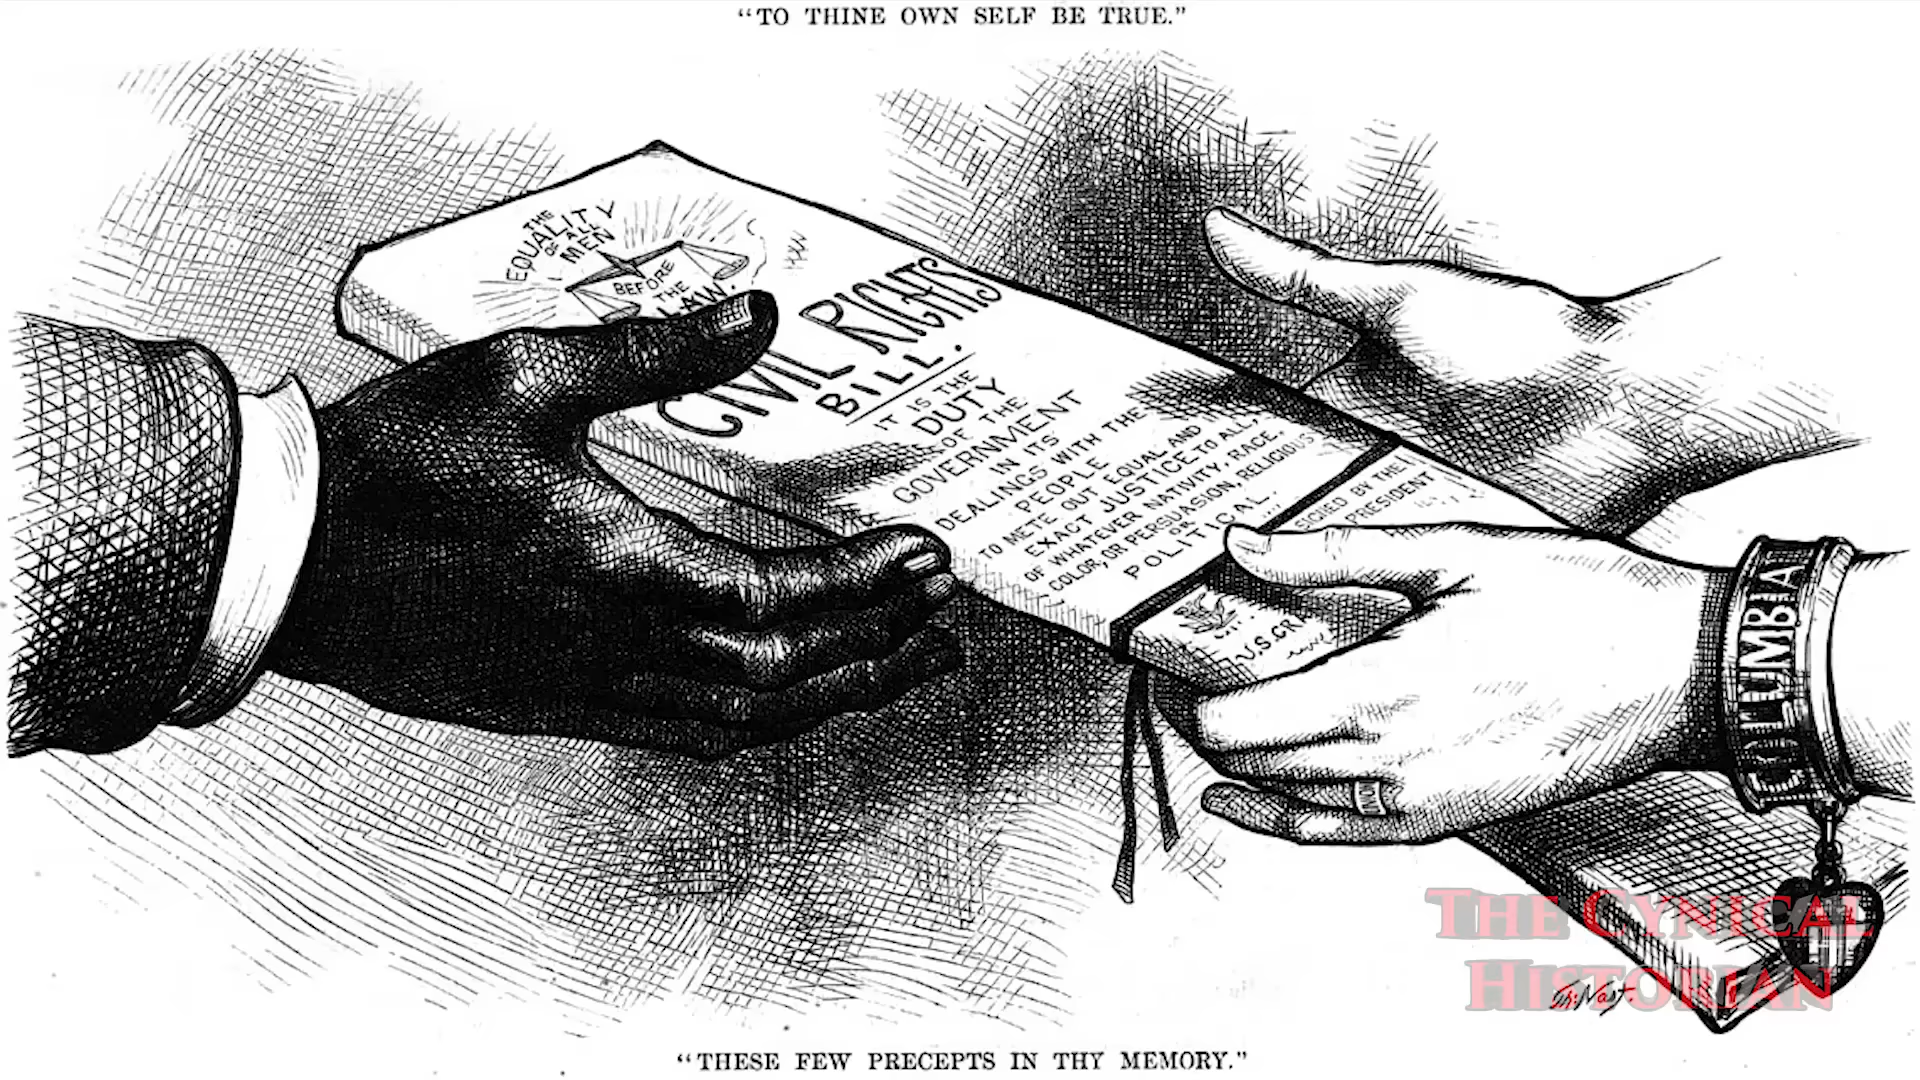 “TO THINE OWN SELF BE TRUE.”
THE
EQUALITY
OF ALL
MEN
BEFORE
THE
LAW.
CIVIL RIGHTS
BILL.
IT IS THE
DUTY
OF THE
GOVERNMENT
IN ITS
DEALINGS WITH THE
PEOPLE
TO METE OUT EQUAL AND
EXACT JUSTICE TO ALL,
OF WHATEVER NATIVITY, RACE,
COLOR, OR PERSUASION, RELIGIOUS
OR
POLITICAL.
SIGNED BY THE
PRESIDENT
U.S. GR
COLUMBIA
UNION
THE CYNICAL
HISTORIAN
Th: Nast.
“THESE FEW PRECEPTS IN THY MEMORY.”